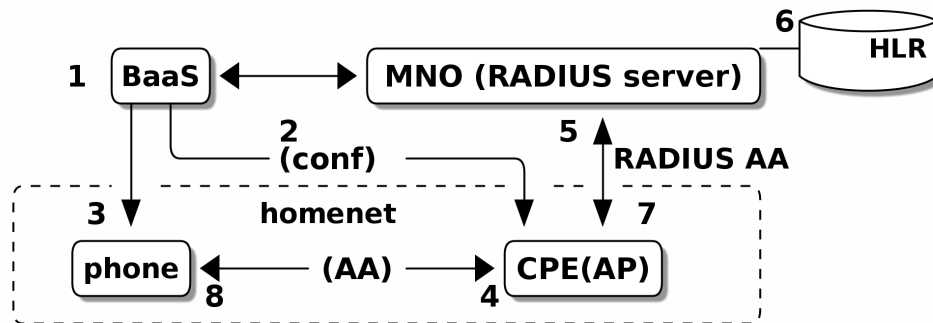 6
HLR
1 BaaS MNO (RADIUS server)
2
(conf)
5
RADIUS AA
3 homenet 7
phone (AA) CPE(AP)
8 4